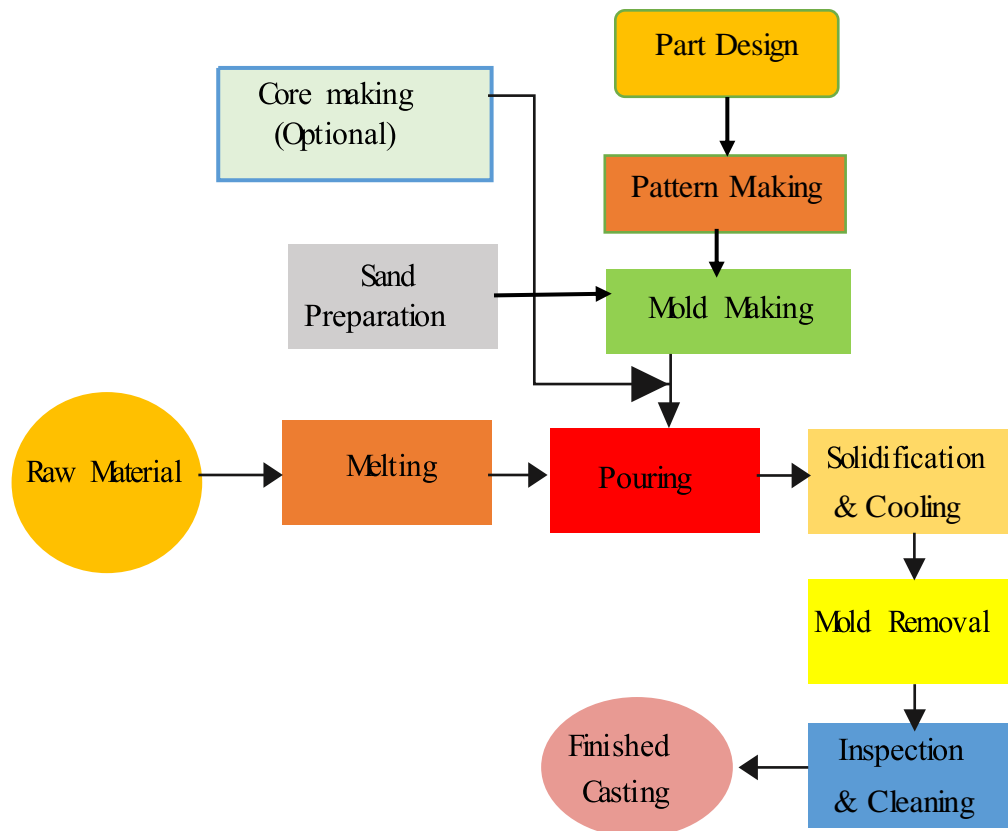 Part Design
Core making
(Optional)
Pattern Making
Sand
Preparation
Mold Making
Raw Material
Melting
Pouring
Solidification
& Cooling
Mold Removal
Finished
Casting
Inspection
& Cleaning